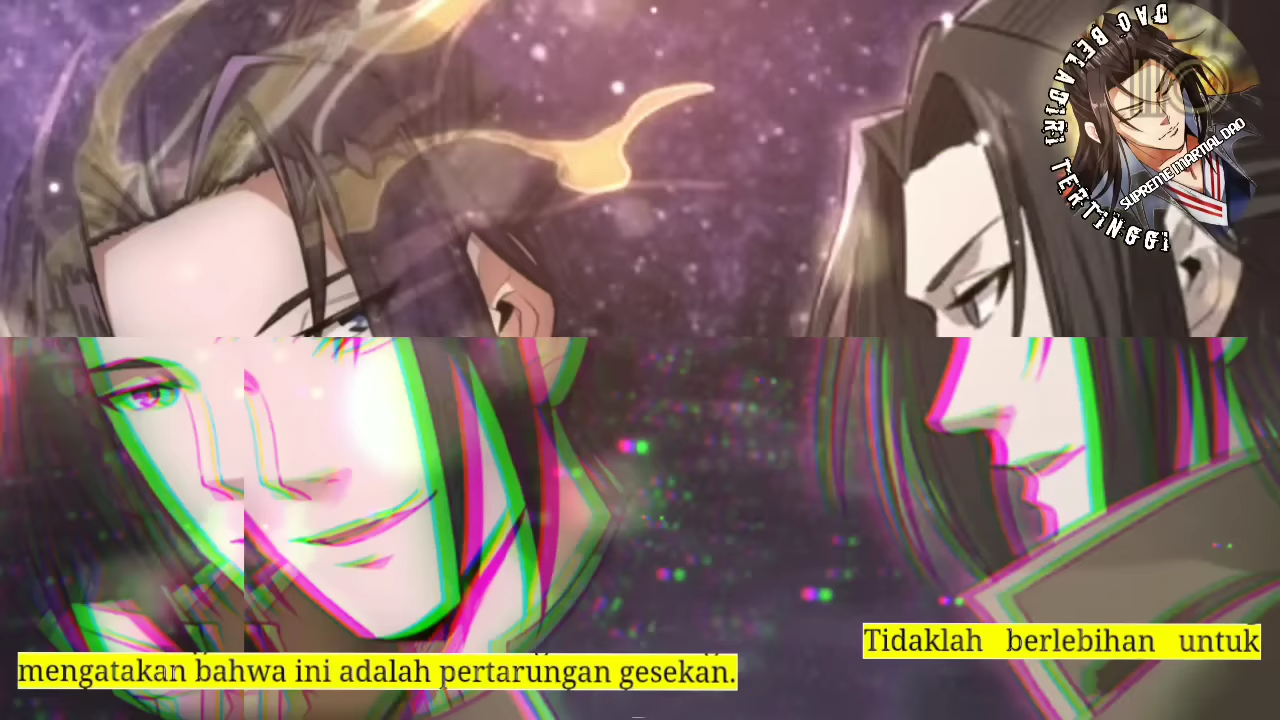 DAO BELADIRI TERTINGGI
SUPREME MARTIAL DAO
Tidaklah berlebihan untuk
mengatakan bahwa ini adalah pertarungan gesekan.